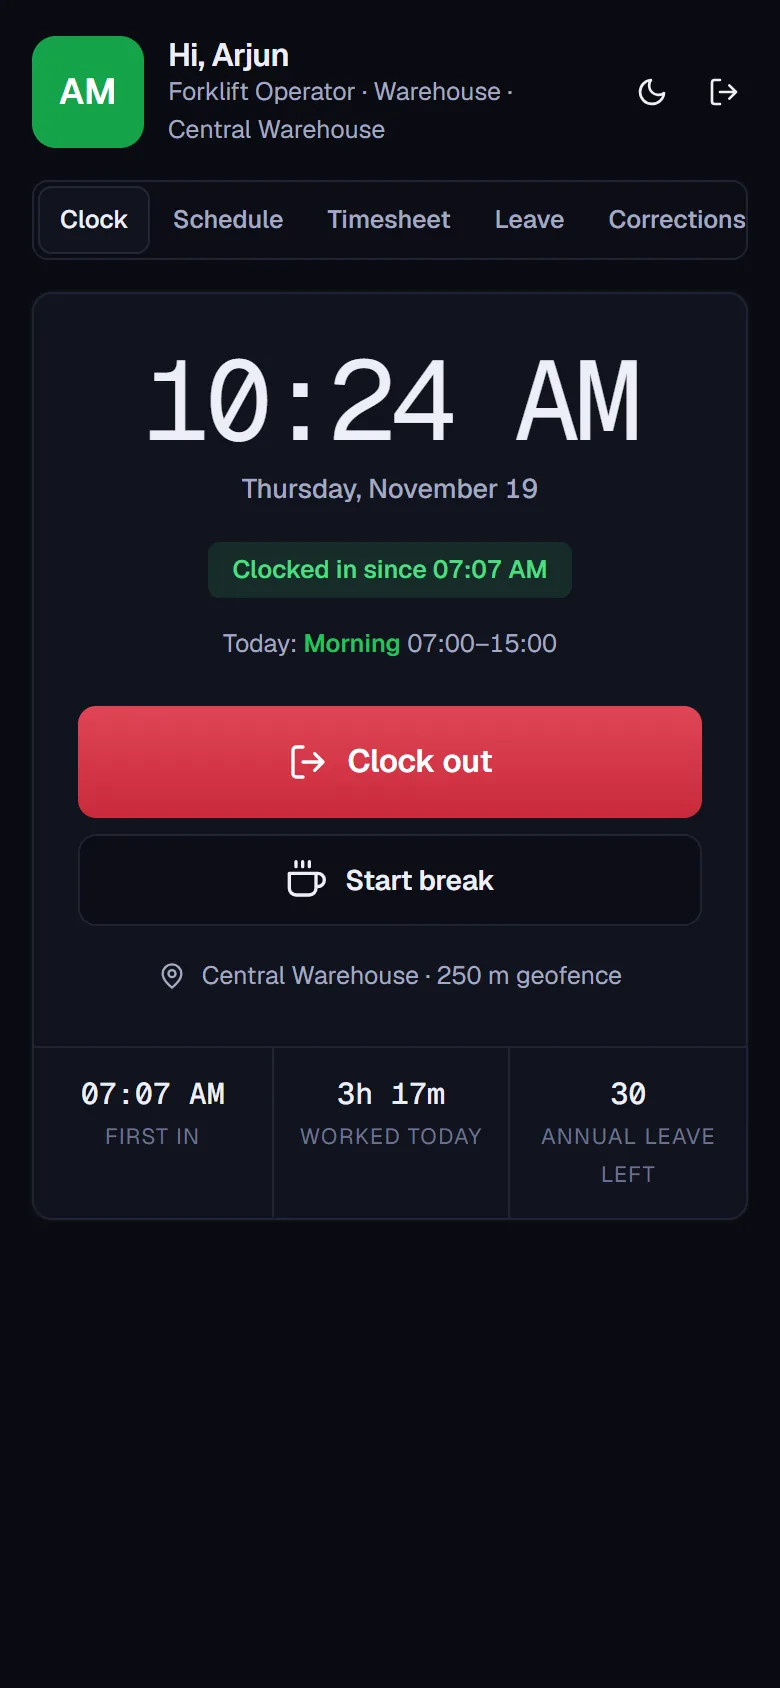 AM
Hi, Arjun
Forklift Operator · Warehouse ·
Central Warehouse
Clock Schedule Timesheet Leave Corrections
10:24 AM
Thursday, November 19
Clocked in since 07:07 AM
Today: Morning 07:00–15:00
Clock out
Start break
Central Warehouse · 250 m geofence
07:07 AM
FIRST IN
3h 17m
WORKED TODAY
30
ANNUAL LEAVE
LEFT